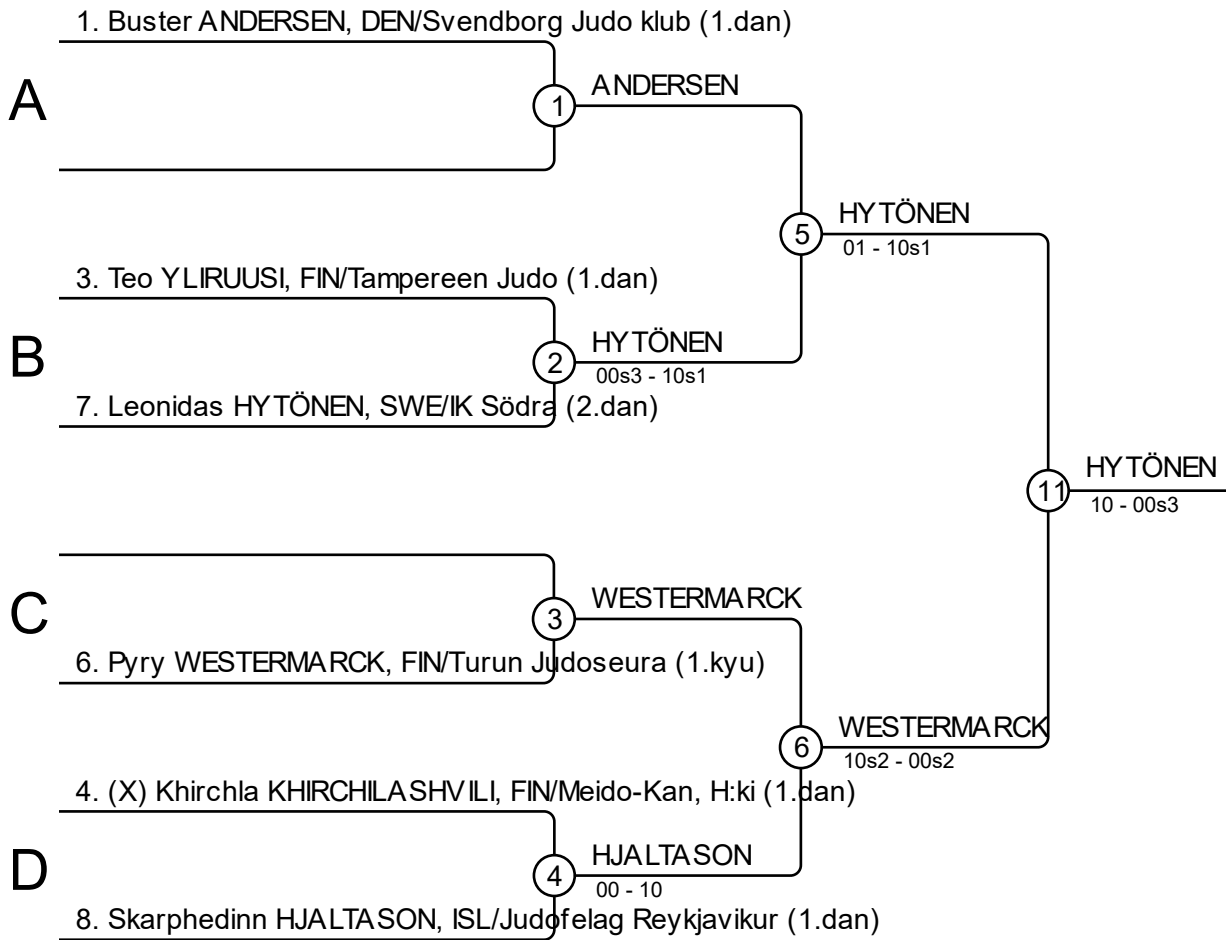 1. Buster ANDERSEN, DEN/Svendborg Judo klub (1.dan)
A
1
ANDERSEN
5
HYTÖNEN
01 - 10s1
3. Teo YLIRUUSI, FIN/Tampereen Judo (1.dan)
B
2
HYTÖNEN
00s3 - 10s1
7. Leonidas HYTÖNEN, SWE/IK Södra (2.dan)
11
HYTÖNEN
10 - 00s3
C
3
WESTERMARCK
6. Pyry WESTERMARCK, FIN/Turun Judoseura (1.kyu)
6
WESTERMARCK
10s2 - 00s2
4. (X) Khirchla KHIRCHILASHVILI, FIN/Meido-Kan, H:ki (1.dan)
D
4
HJALTASON
00 - 10
8. Skarphedinn HJALTASON, ISL/Judofelag Reykjavikur (1.dan)